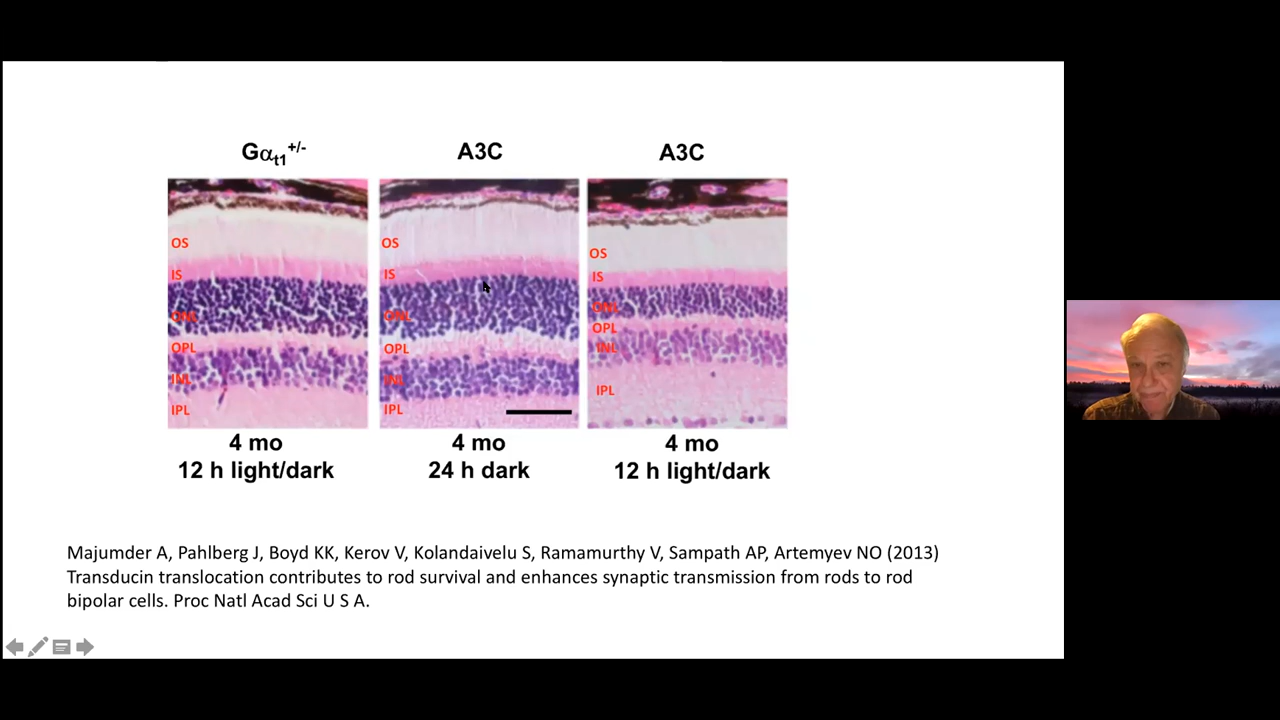 Gαt1+/-
A3C
A3C
OS
IS
ONL
OPL
INL
IPL
OS
IS
ONL
OPL
INL
IPL
OS
IS
ONL
OPL
INL
IPL
4 mo
12 h light/dark
4 mo
24 h dark
4 mo
12 h light/dark
Majumder A, Pahlberg J, Boyd KK, Kerov V, Kolandaivelu S, Ramamurthy V, Sampath AP, Artemyev NO (2013)
Transducin translocation contributes to rod survival and enhances synaptic transmission from rods to rod
bipolar cells. Proc Natl Acad Sci U S A.